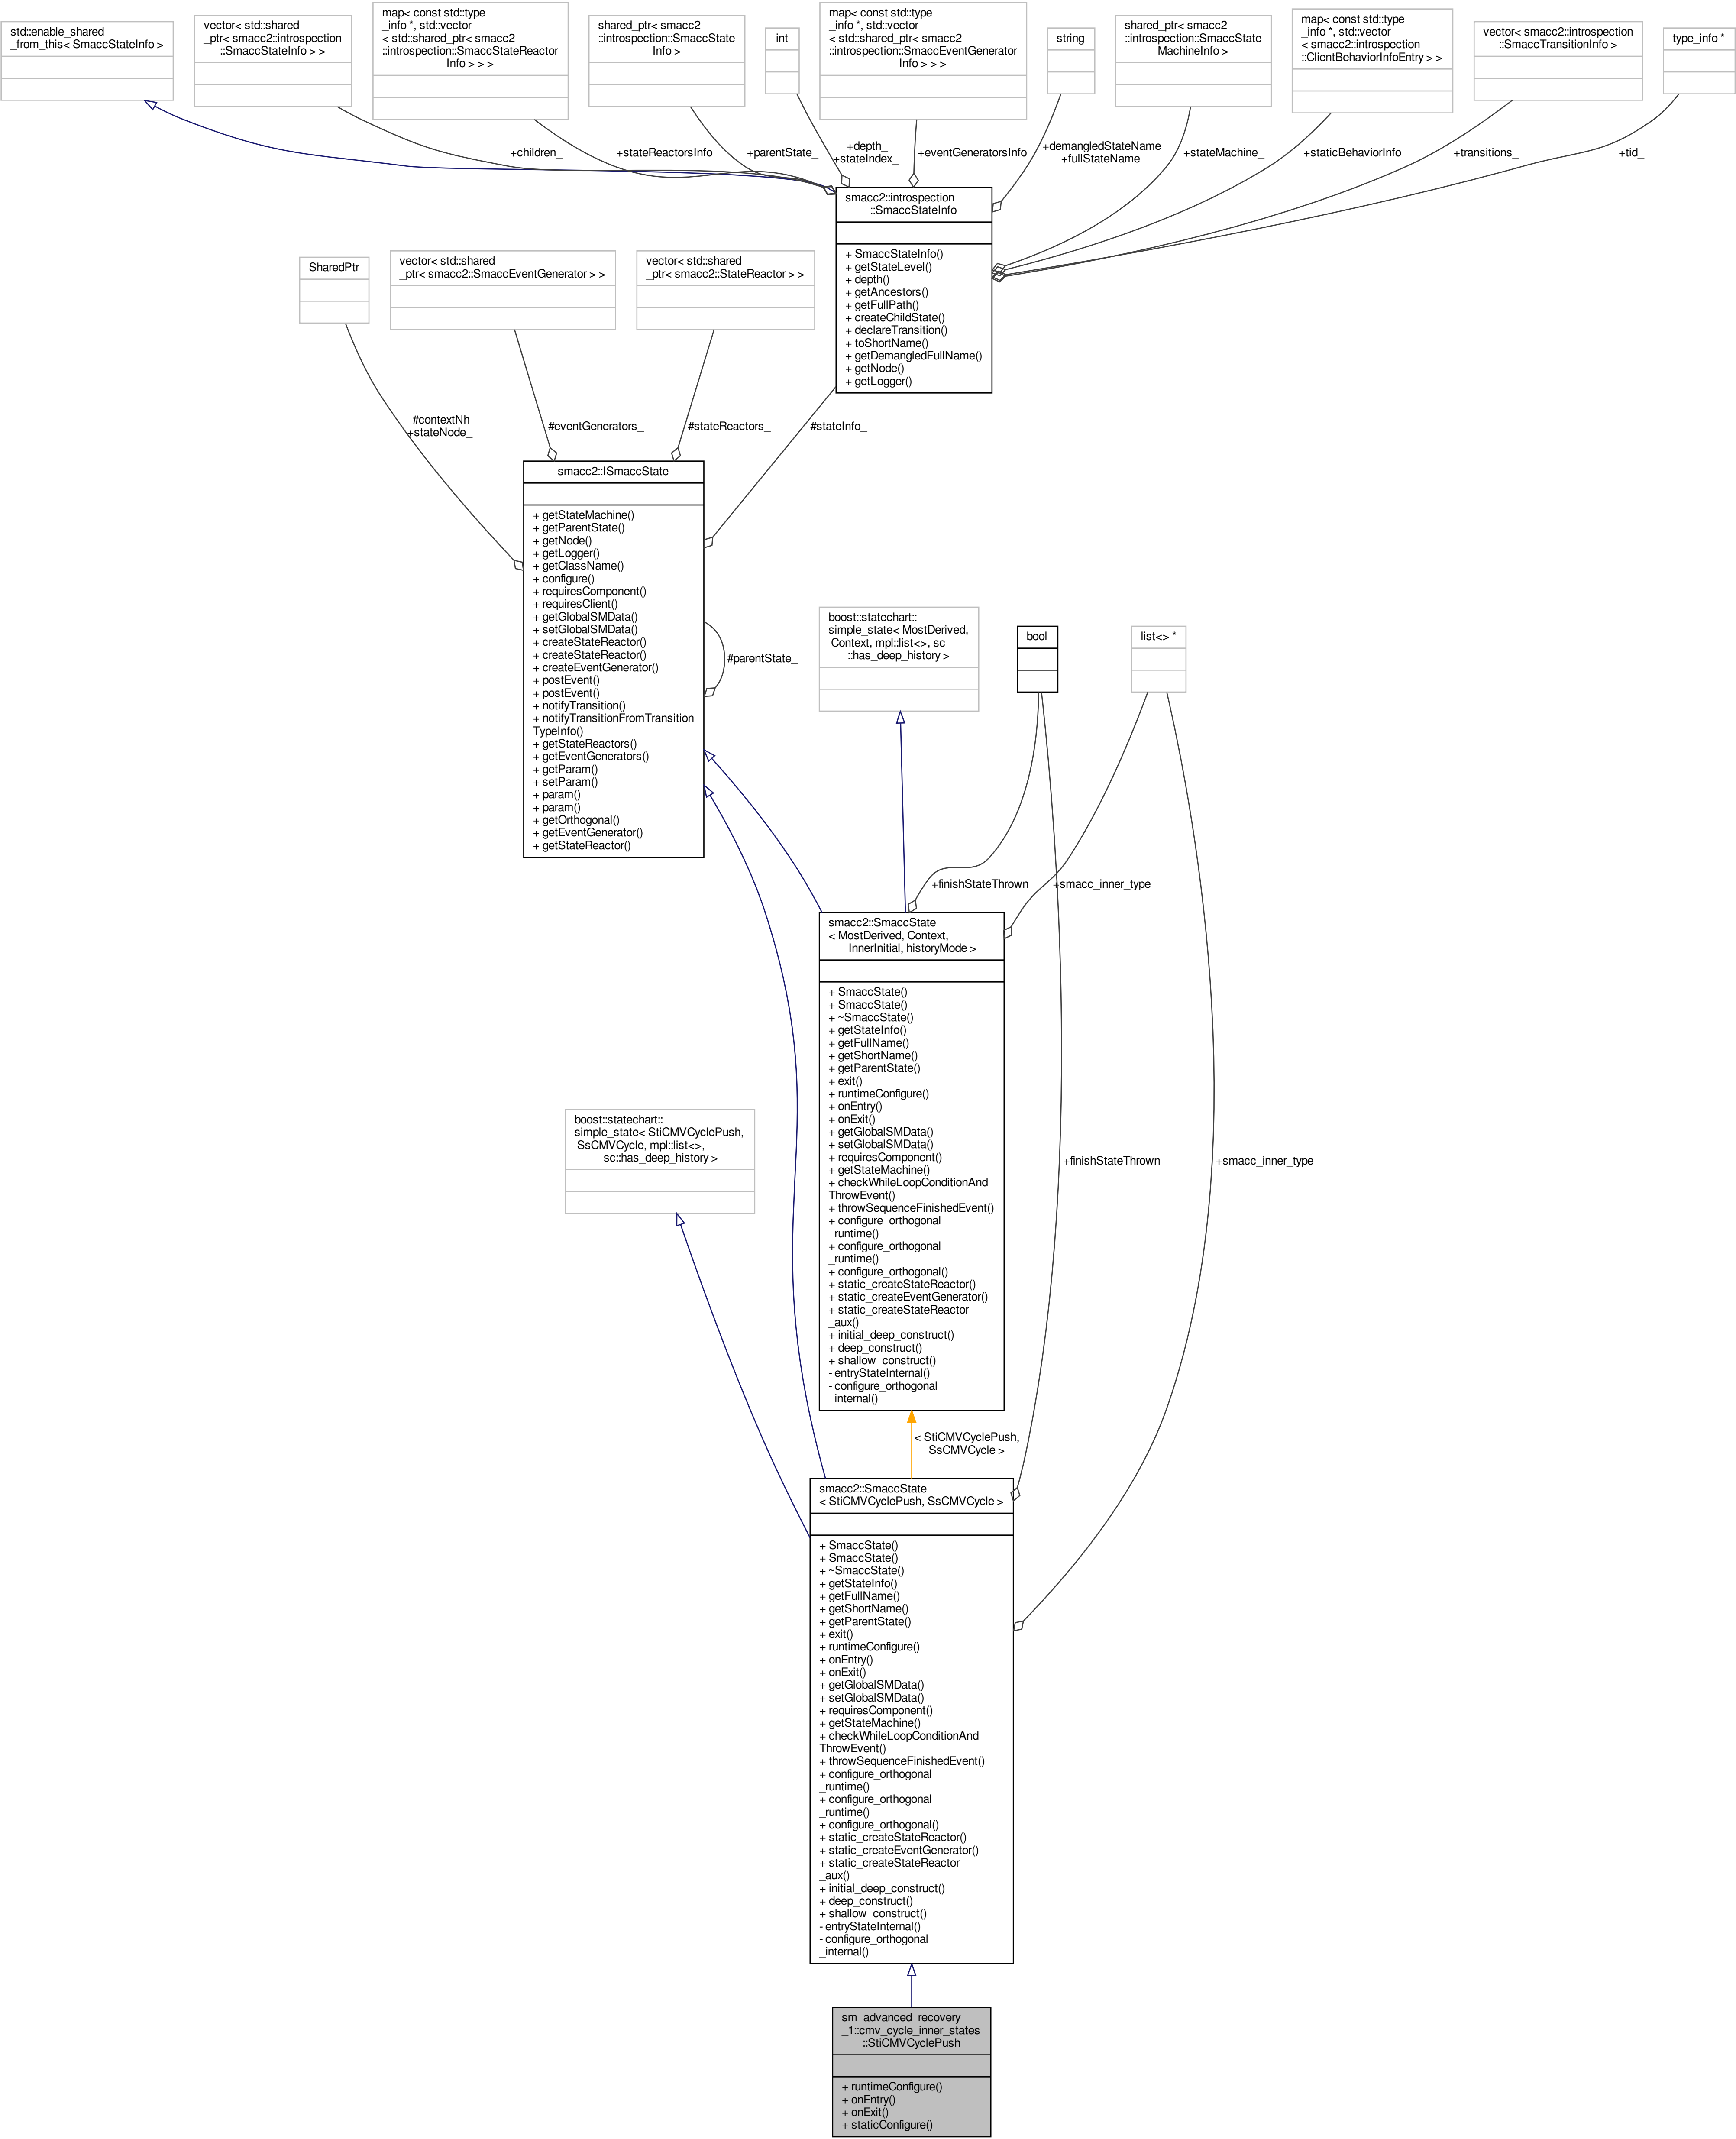 std::enable_shared
_from_this< SmaccStateInfo >
vector< std::shared
_ptr< smacc2::introspection
::SmaccStateInfo > >
map< const std::type
_info *, std::vector
< std::shared_ptr< smacc2
::introspection::SmaccStateReactor
Info > > >
shared_ptr< smacc2
::introspection::SmaccState
Info >
int
map< const std::type
_info *, std::vector
< std::shared_ptr< smacc2
::introspection::SmaccEventGenerator
Info > > >
string
shared_ptr< smacc2
::introspection::SmaccState
MachineInfo >
map< const std::type
_info *, std::vector
< smacc2::introspection
::ClientBehaviorInfoEntry > >
vector< smacc2::introspection
::SmaccTransitionInfo >
type_info *
+children_
+stateReactorsInfo
+parentState_
+depth_
+stateIndex_
+eventGeneratorsInfo
+demangledStateName
+fullStateName
+stateMachine_
+staticBehaviorInfo
+transitions_
+tid_
smacc2::introspection
::SmaccStateInfo
+ SmaccStateInfo()
+ getStateLevel()
+ depth()
+ getAncestors()
+ getFullPath()
+ createChildState()
+ declareTransition()
+ toShortName()
+ getDemangledFullName()
+ getNode()
+ getLogger()
SharedPtr
vector< std::shared
_ptr< smacc2::SmaccEventGenerator > >
vector< std::shared
_ptr< smacc2::StateReactor > >
#contextNh
+stateNode_
#eventGenerators_
#stateReactors_
#stateInfo_
smacc2::ISmaccState
+ getStateMachine()
+ getParentState()
+ getNode()
+ getLogger()
+ getClassName()
+ configure()
+ requiresComponent()
+ requiresClient()
+ getGlobalSMData()
+ setGlobalSMData()
+ createStateReactor()
+ createStateReactor()
+ createEventGenerator()
+ postEvent()
+ postEvent()
+ notifyTransition()
+ notifyTransitionFromTransition
TypeInfo()
+ getStateReactors()
+ getEventGenerators()
+ getParam()
+ setParam()
+ param()
+ param()
+ getOrthogonal()
+ getEventGenerator()
+ getStateReactor()
#parentState_
boost::statechart::
simple_state< MostDerived,
Context, mpl::list<>, sc
::has_deep_history >
bool
list<> *
+finishStateThrown
+smacc_inner_type
smacc2::SmaccState
< MostDerived, Context,
InnerInitial, historyMode >
+ SmaccState()
+ SmaccState()
+ ~SmaccState()
+ getStateInfo()
+ getFullName()
+ getShortName()
+ getParentState()
+ exit()
+ runtimeConfigure()
+ onEntry()
+ onExit()
+ getGlobalSMData()
+ setGlobalSMData()
+ requiresComponent()
+ getStateMachine()
+ checkWhileLoopConditionAnd
ThrowEvent()
+ throwSequenceFinishedEvent()
+ configure_orthogonal
_runtime()
+ configure_orthogonal
_runtime()
+ configure_orthogonal()
+ static_createStateReactor()
+ static_createEventGenerator()
+ static_createStateReactor
_aux()
+ initial_deep_construct()
+ deep_construct()
+ shallow_construct()
- entryStateInternal()
- configure_orthogonal
_internal()
boost::statechart::
simple_state< StiCMVCyclePush,
SsCMVCycle, mpl::list<>,
sc::has_deep_history >
+finishStateThrown
+smacc_inner_type
< StiCMVCyclePush,
SsCMVCycle >
smacc2::SmaccState
< StiCMVCyclePush, SsCMVCycle >
+ SmaccState()
+ SmaccState()
+ ~SmaccState()
+ getStateInfo()
+ getFullName()
+ getShortName()
+ getParentState()
+ exit()
+ runtimeConfigure()
+ onEntry()
+ onExit()
+ getGlobalSMData()
+ setGlobalSMData()
+ requiresComponent()
+ getStateMachine()
+ checkWhileLoopConditionAnd
ThrowEvent()
+ throwSequenceFinishedEvent()
+ configure_orthogonal
_runtime()
+ configure_orthogonal
_runtime()
+ configure_orthogonal()
+ static_createStateReactor()
+ static_createEventGenerator()
+ static_createStateReactor
_aux()
+ initial_deep_construct()
+ deep_construct()
+ shallow_construct()
- entryStateInternal()
- configure_orthogonal
_internal()
sm_advanced_recovery
_1::cmv_cycle_inner_states
::StiCMVCyclePush
+ runtimeConfigure()
+ onEntry()
+ onExit()
+ staticConfigure()